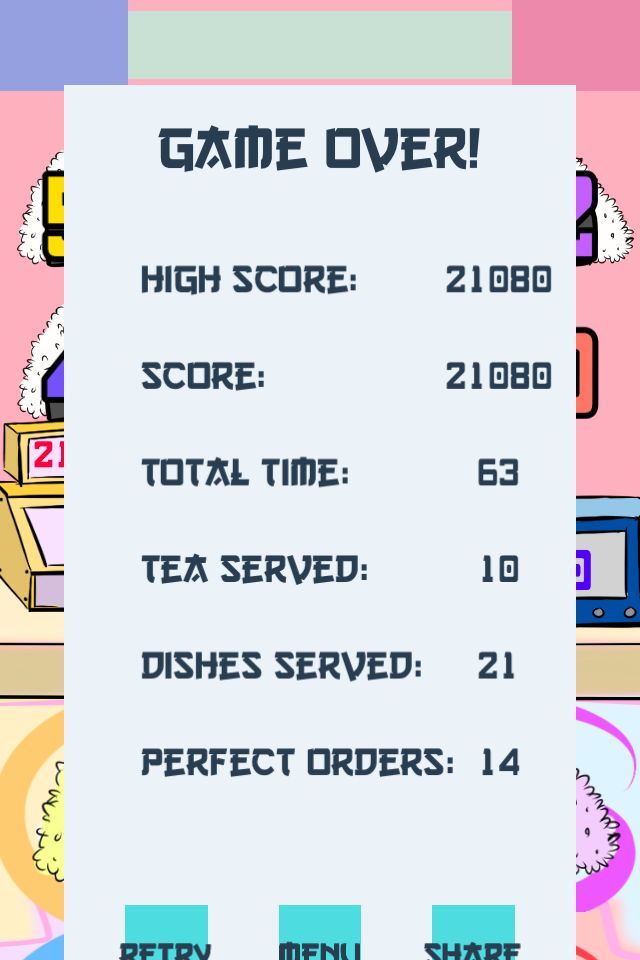 GAME OVER!
HIGH SCORE: 21080
SCORE: 21080
TOTAL TIME: 63
TEA SERVED: 10
DISHES SERVED: 21
PERFECT ORDERS: 14
RETRY MENU SHARE